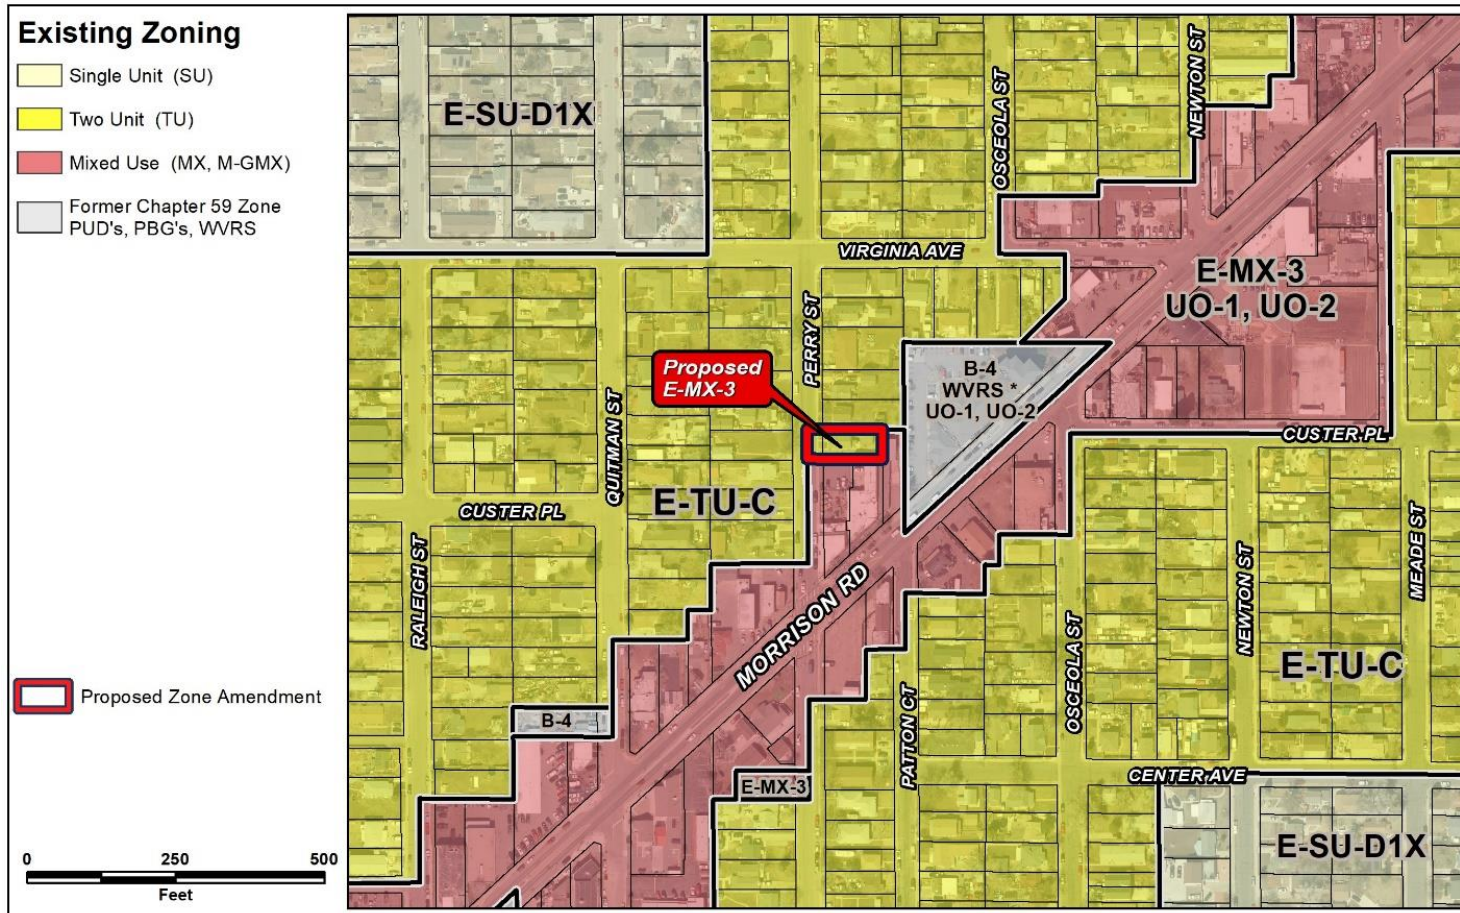 Existing Zoning
Single Unit (SU)
Two Unit (TU)
Mixed Use (MX, M-GMX)
Former Chapter 59 Zone
PUD's, PBG's, WVRS
Proposed Zone Amendment
0 250 500
Feet
E-SU-D1X
OSCEOLA ST
NEWTON ST
VIRGINIA AVE
E-MX-3
UO-1, UO-2
PERRY ST
Proposed
E-MX-3
B-4
WVRS *
UO-1, UO-2
QUITMAN ST
CUSTER PL
E-TU-C
CUSTER PL
RALEIGH ST
MORRISON RD
NEWTON ST
MEADE ST
OSCEOLA ST
E-TU-C
PATTON CT
B-4
E-MX-3
CENTER AVE
E-SU-D1X